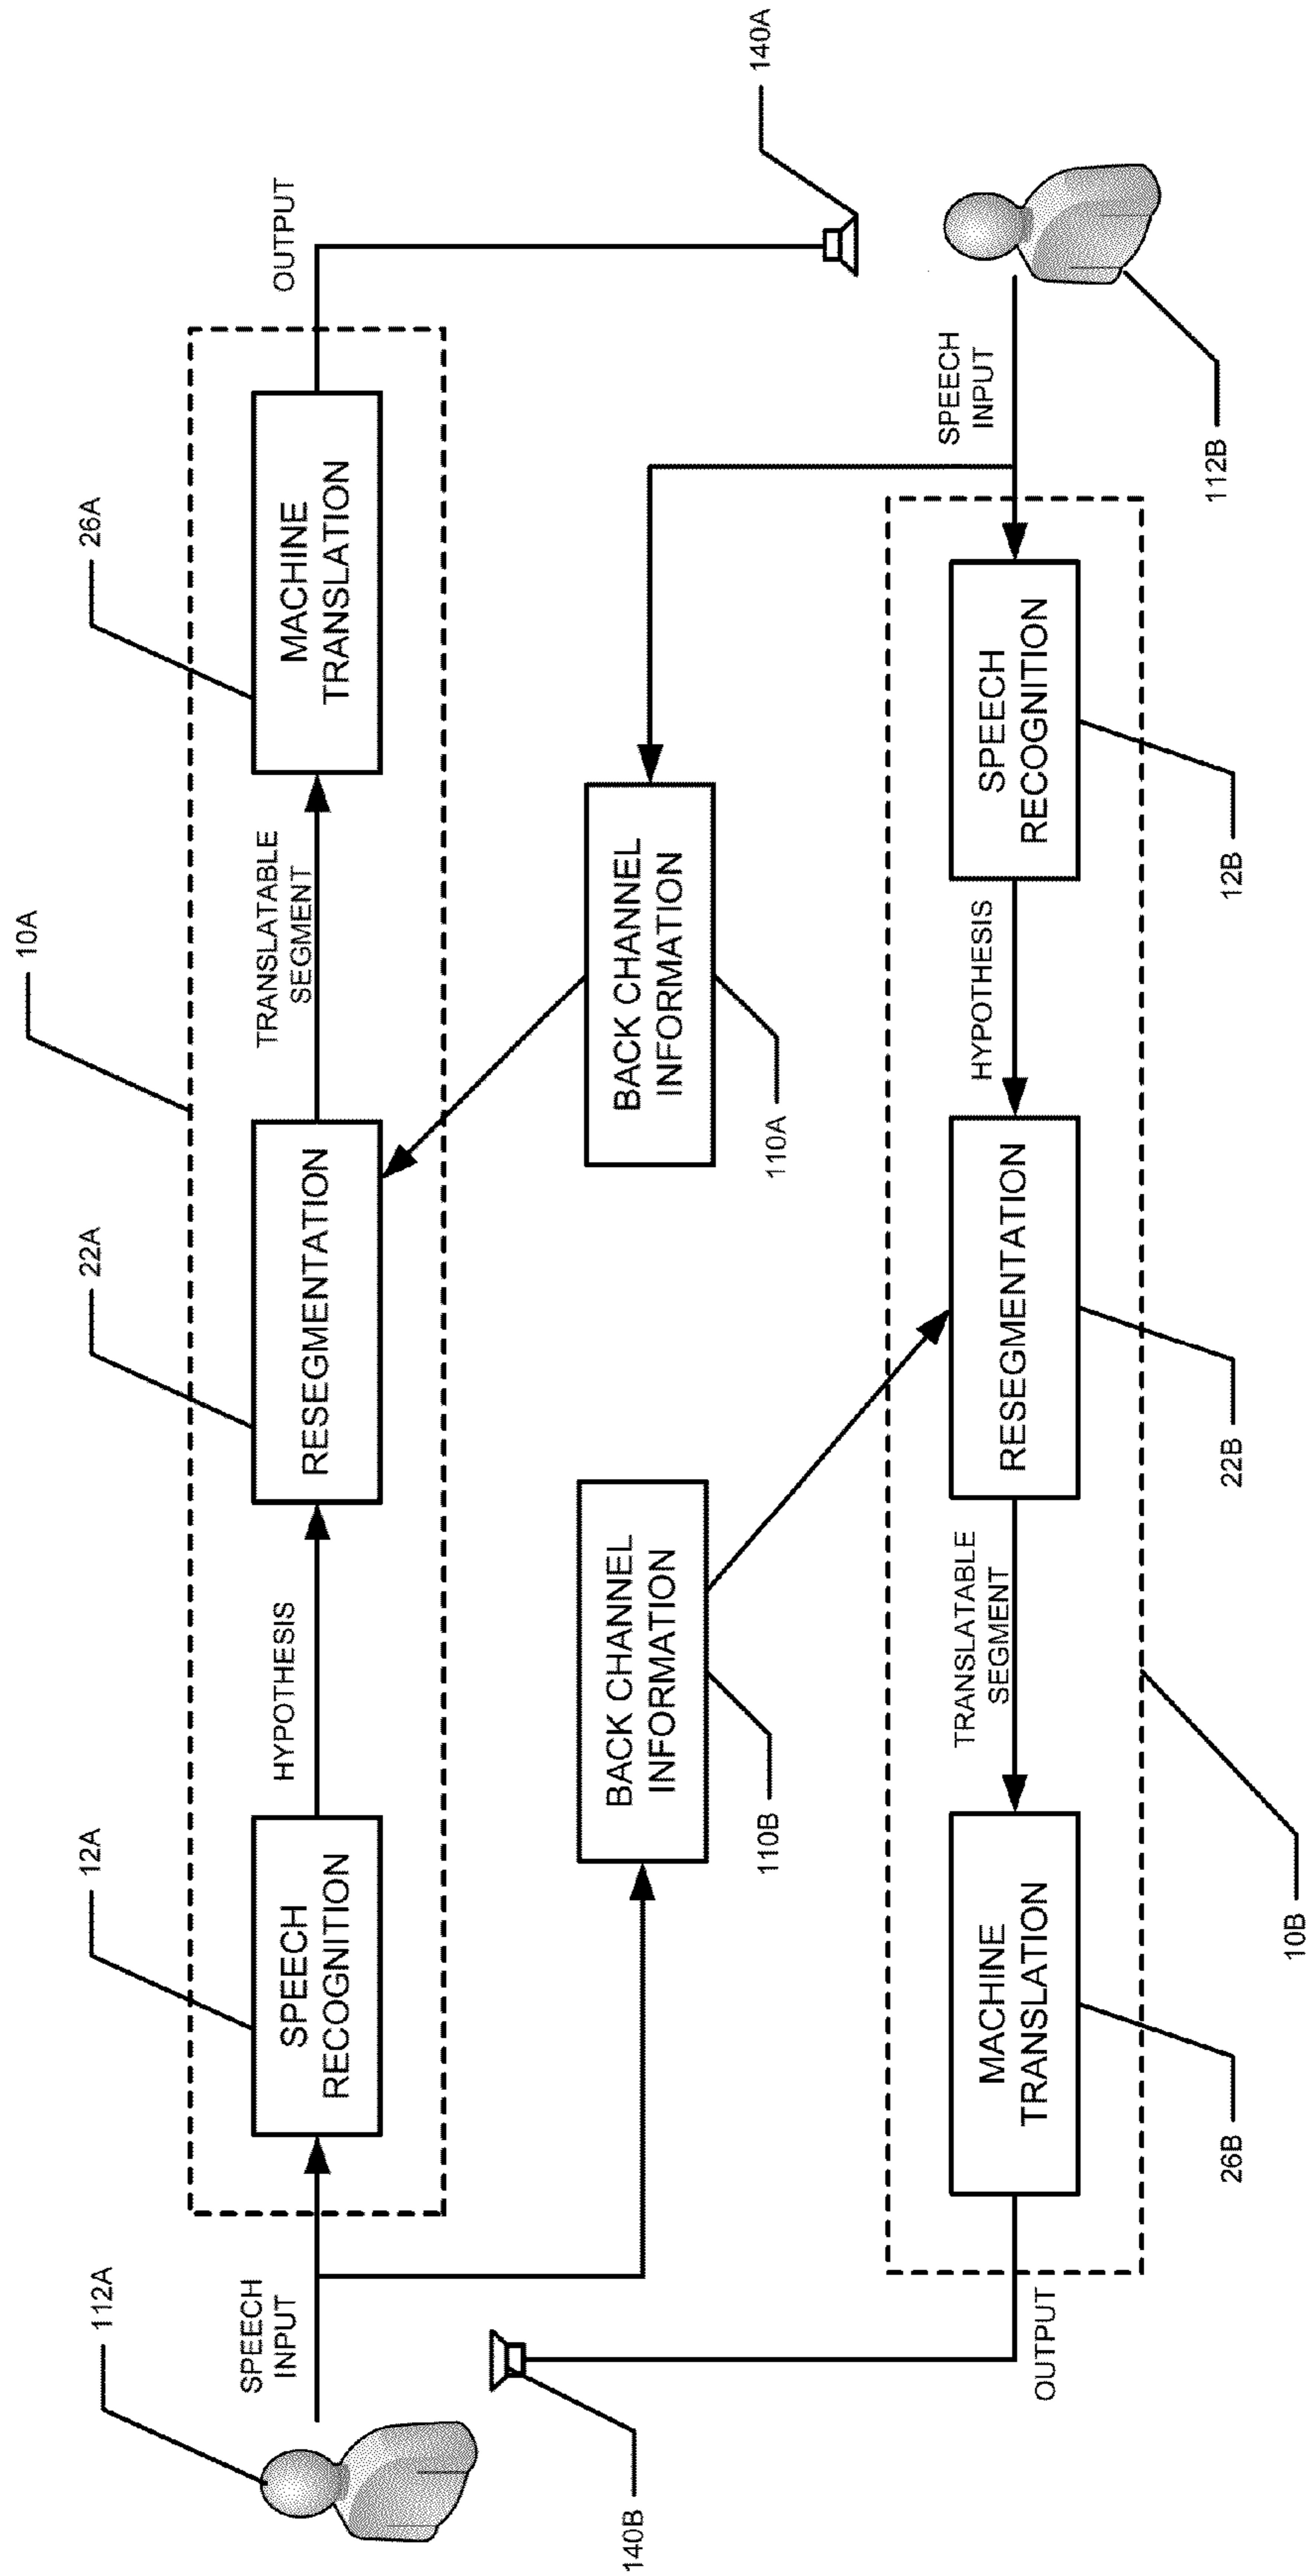 10A
12A
22A
26A
112A
SPEECH
INPUT
SPEECH
RECOGNITION
HYPOTHESIS
RESEGMENTATION
TRANSLATABLE
SEGMENT
MACHINE
TRANSLATION
OUTPUT
140A
140B
BACK CHANNEL
INFORMATION
110B
BACK CHANNEL
INFORMATION
110A
OUTPUT
MACHINE
TRANSLATION
TRANSLATABLE
SEGMENT
RESEGMENTATION
HYPOTHESIS
SPEECH
RECOGNITION
SPEECH
INPUT
26B
22B
12B
112B
10B